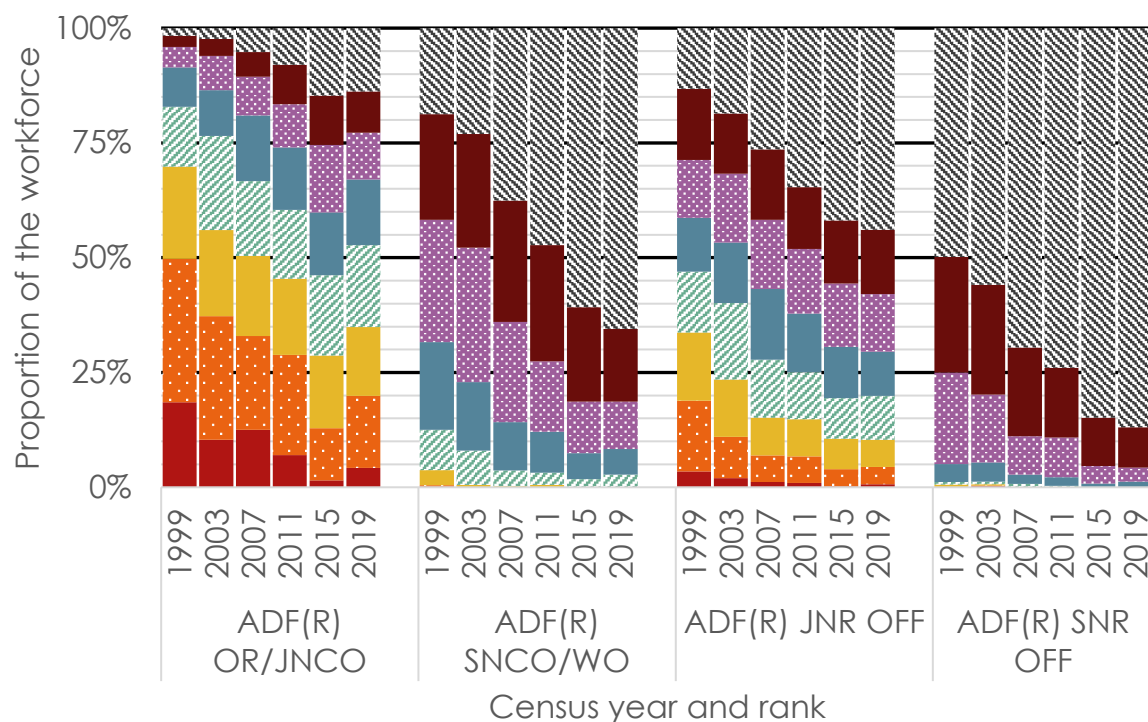 Proportion of the workforce
100%
75%
50%
25%
0%
1999 2003 2007 2011 2015 2019 1999 2003 2007 2011 2015 2019 1999 2003 2007 2011 2015 2019 1999 2003 2007 2011 2015 2019
ADF(R)
OR/JNCO
ADF(R)
SNCO/WO
ADF(R) JNR OFF
ADF(R) SNR
OFF
Census year and rank